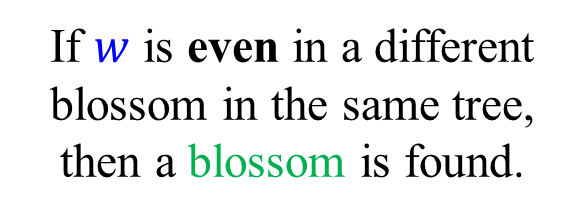 If w is even in a different
blossom in the same tree,
then a blossom is found.